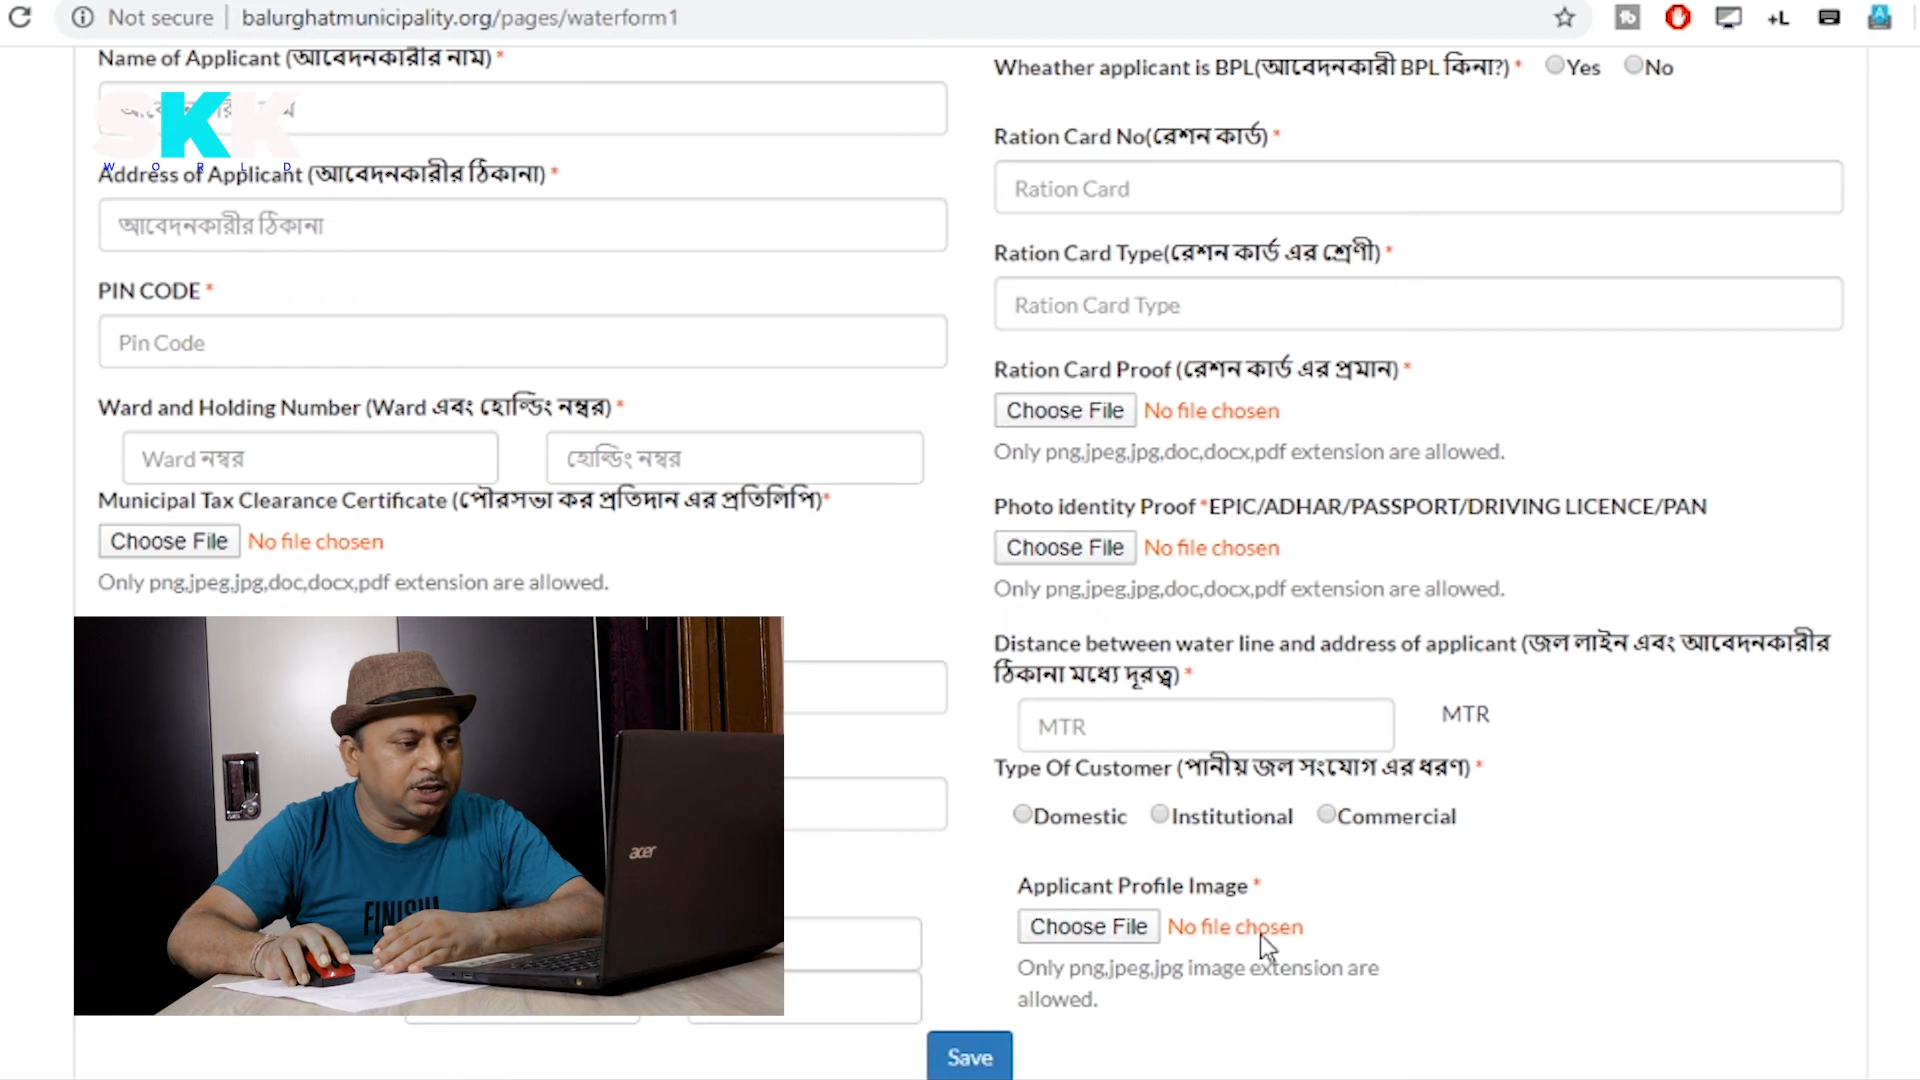 Not secure balurghatmunicipality.org/pages/waterform1
Name of Applicant (আবেদনকারীর নাম) *
SKK
WORLD
Address of Applicant (আবেদনকারীর ঠিকানা) *
আবেদনকারীর ঠিকানা
PIN CODE *
Pin Code
Ward and Holding Number (Ward এবং হোল্ডিং নম্বর) *
Ward নম্বর হোল্ডিং নম্বর
Municipal Tax Clearance Certificate (পৌরসভা কর প্রতিদান এর প্রতিলিপি)*
Choose File No file chosen
Only png,jpeg,jpg,doc,docx,pdf extension are allowed.
Wheather applicant is BPL(আবেদনকারী BPL কিনা?) * Yes No
Ration Card No(রেশন কার্ড) *
Ration Card
Ration Card Type(রেশন কার্ড এর শ্রেণী) *
Ration Card Type
Ration Card Proof (রেশন কার্ড এর প্রমান) *
Choose File No file chosen
Only png,jpeg,jpg,doc,docx,pdf extension are allowed.
Photo identity Proof *EPIC/ADHAR/PASSPORT/DRIVING LICENCE/PAN
Choose File No file chosen
Only png,jpeg,jpg,doc,docx,pdf extension are allowed.
Distance between water line and address of applicant (জল লাইন এবং আবেদনকারীর
ঠিকানা মধ্যে দূরত্ব) *
MTR MTR
Type Of Customer (পানীয় জল সংযোগ এর ধরণ) *
Domestic Institutional Commercial
Applicant Profile Image *
Choose File No file chosen
Only png,jpeg,jpg image extension are
allowed.
acer
Save